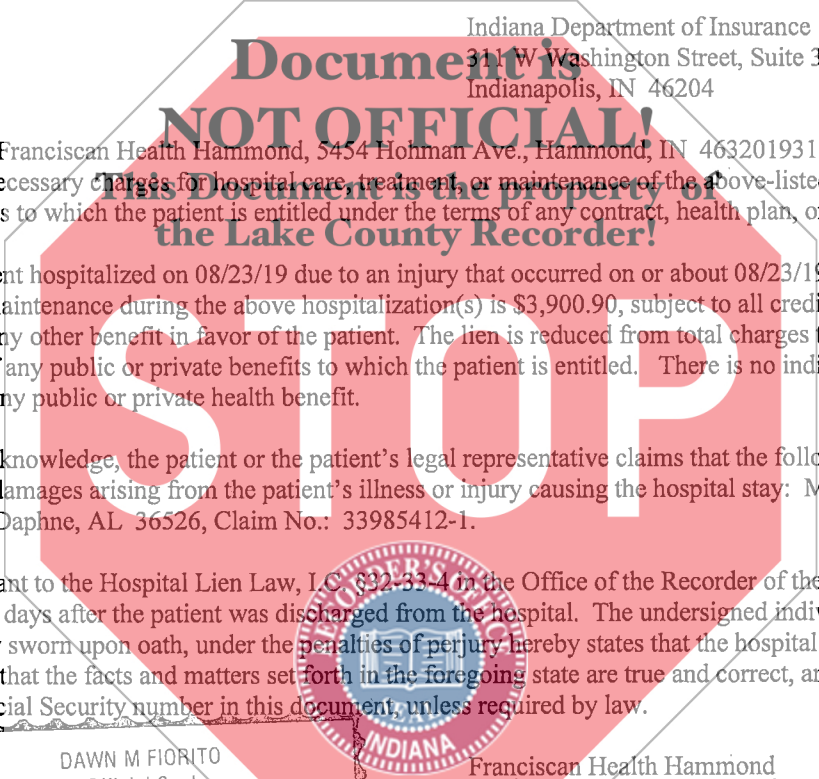 Indiana Department of Insurance
311 W Washington Street, Suite 3
Indianapolis, IN 46204
Document is
NOT OFFICIAL!
This Document is the property of
the Lake County Recorder!
Franciscan Health Hammond, 5454 Hohman Ave., Hammond, IN 463201931
ecessary charges for hospital care, treatment, or maintenance of the above-liste
s to which the patient is entitled under the terms of any contract, health plan, o
nt hospitalized on 08/23/19 due to an injury that occurred on or about 08/23/19
aintenance during the above hospitalization(s) is $3,900.90, subject to all credi
ny other benefit in favor of the patient. The lien is reduced from total charges t
any public or private benefits to which the patient is entitled. There is no indi
ny public or private health benefit.
STOP
knowledge, the patient or the patient's legal representative claims that the follo
amages arising from the patient's illness or injury causing the hospital stay: M
Daphne, AL 36526, Claim No.: 33985412-1.
ant to the Hospital Lien Law, I.C. §32-33-4 in the Office of the Recorder of the
days after the patient was discharged from the hospital. The undersigned indiv
sworn upon oath, under the penalties of perjury hereby states that the hospital
that the facts and matters set forth in the foregoing state are true and correct, an
cial Security number in this document, unless required by law.
RECORDER'S OFFICE
SEAL
INDIANA
DAWN M FIORITO
Franciscan Health Hammond